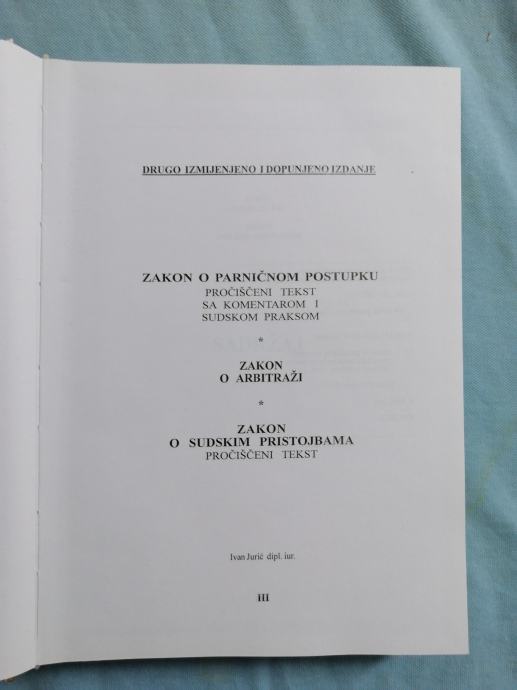 DRUGO IZMIJENJENO I DOPUNJENO IZDANJE
ZAKON O PARNIČNOM POSTUPKU
PROČIŠĆENI TEKST
SA KOMENTAROM I
SUDSKOM PRAKSOM
*
ZAKON
O ARBITRAŽI
*
ZAKON
O SUDSKIM PRISTOJBAMA
PROČIŠĆENI TEKST
Ivan Jurić dipl. iur.
III